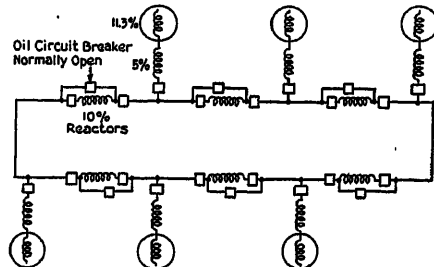 11.3%
Oil Circuit Breaker
Normally Open
5%
10%
Reactors